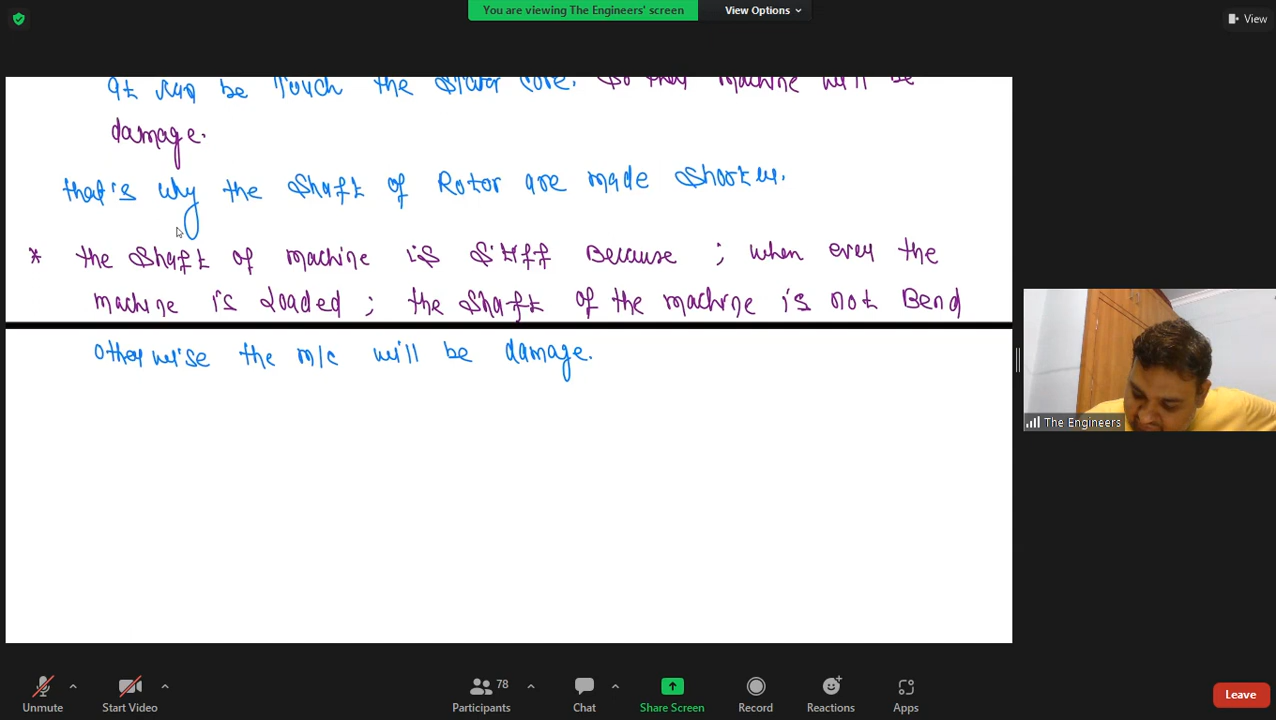 You are viewing The Engineers' screen
View Options
View
It can be Touch the Stator Core. So that machine will be
damage.
that's why the Shaft of Rotor are made Shorter.
* the Shaft of machine is Stiff Because ; when ever the
machine is Loaded ; the Shaft of the machine is not Bend
otherwise the m/c will be damage.
The Engineers
Unmute
Start Video
78
Participants
Chat
Share Screen
Record
Reactions
Apps
Leave